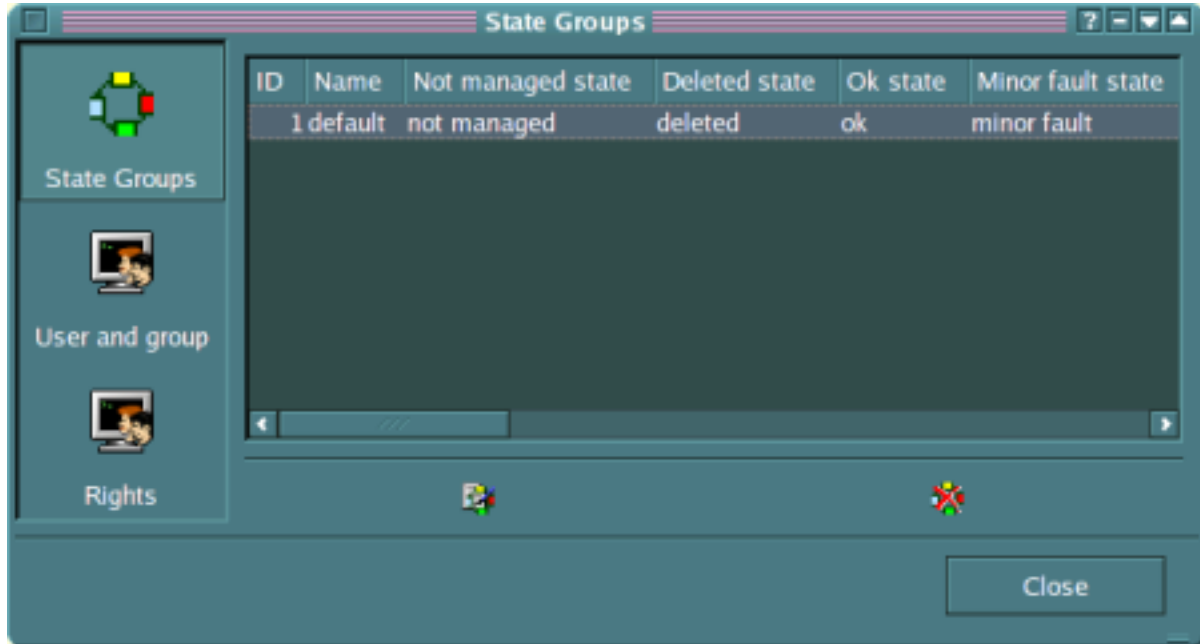 State Groups
ID Name Not managed state Deleted state Ok state Minor fault state
1 default not managed deleted ok minor fault
State Groups
User and group
Rights
Close